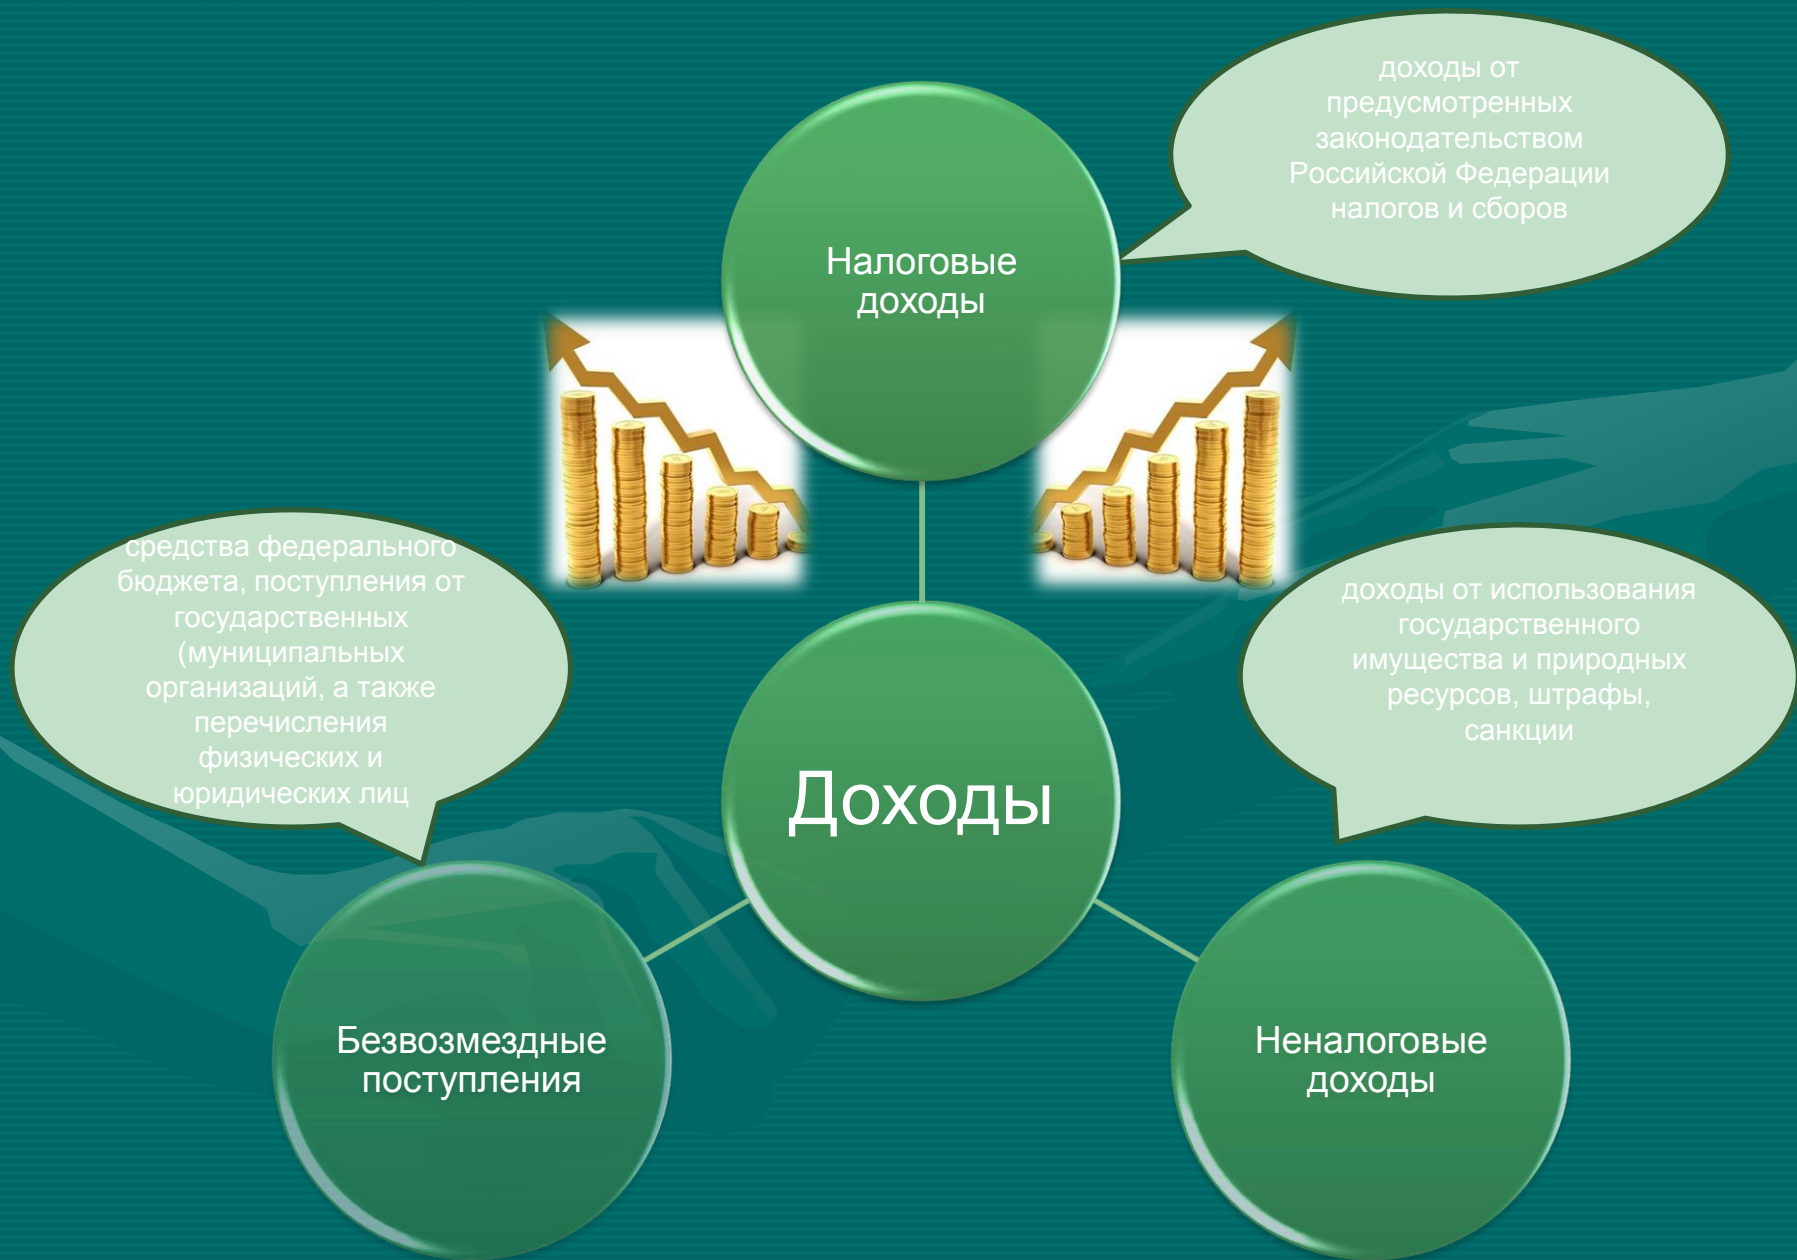 доходы от
предусмотренных
законодательством
Российской Федерации
налогов и сборов
Налоговые
доходы
средства федерального
бюджета, поступления от
государственных
(муниципальных
организаций, а также
перечисления
физических и
юридических лиц
доходы от использования
государственного
имущества и природных
ресурсов, штрафы,
санкции
Доходы
Безвозмездные
поступления
Неналоговые
доходы